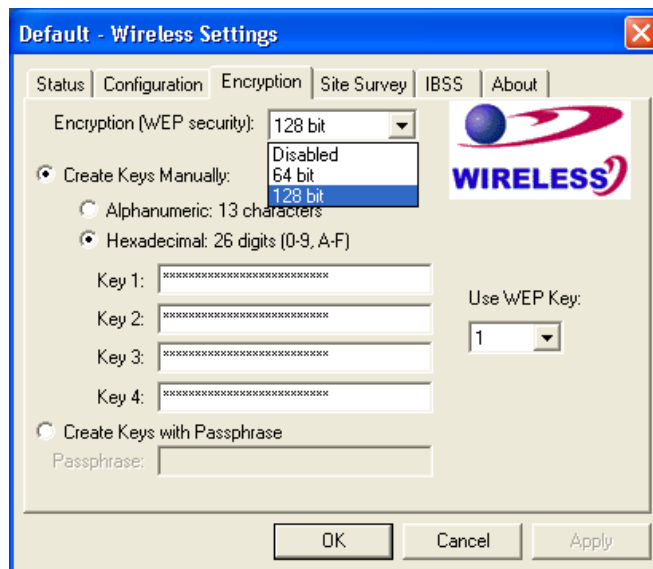 Default - Wireless Settings
Status Configuration Encryption Site Survey IBSS About
Encryption (WEP security): 128 bit
Disabled
64 bit
128 bit
WIRELESS
Create Keys Manually:
Alphanumeric: 13 characters
Hexadecimal: 26 digits (0-9, A-F)
Key 1: **************************
Key 2: **************************
Key 3: **************************
Key 4: **************************
Use WEP Key:
1
Create Keys with Passphrase
Passphrase:
OK Cancel Apply